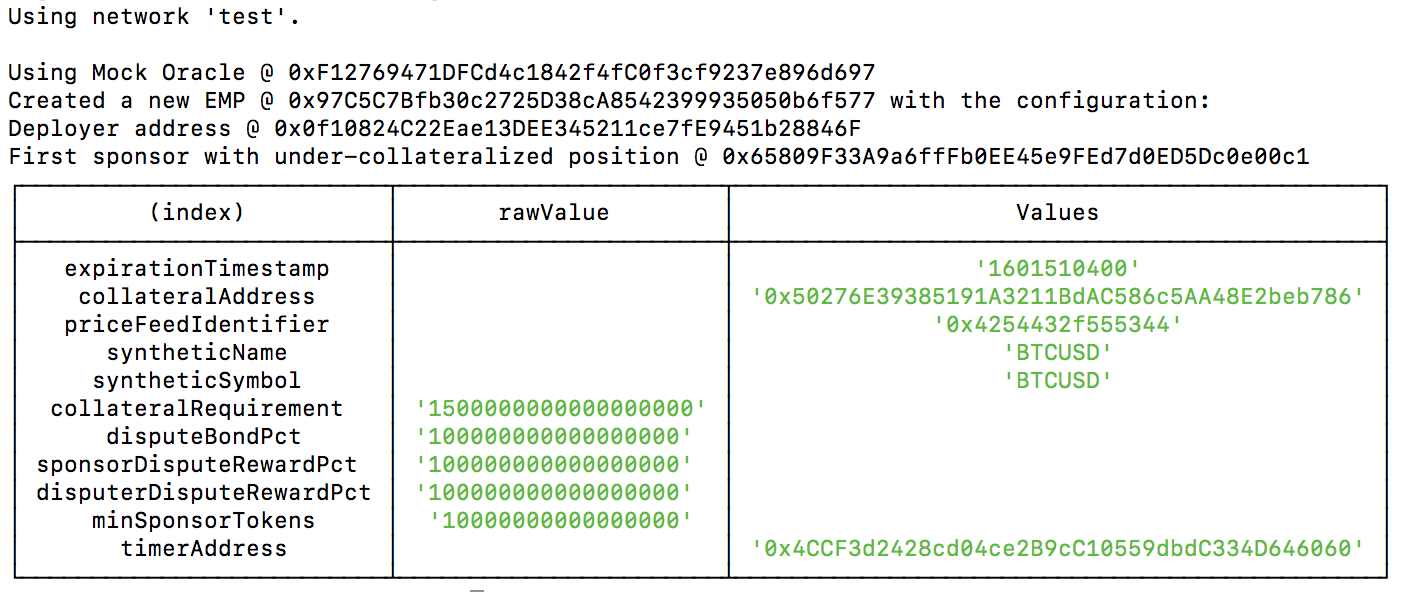 Using network 'test'.
Using Mock Oracle @ 0xF12769471DFCd4c1842f4fC0f3cf9237e896d697
Created a new EMP @ 0x97C5C7Bfb30c2725D38cA8542399935050b6f577 with the configuration:
Deployer address @ 0x0f10824C22Eae13DEE345211ce7fE9451b28846F
First sponsor with under-collateralized position @ 0x65809F33A9a6ffFb0EE45e9FEd7d0ED5Dc0e00c1
(index) rawValue Values
expirationTimestamp '1601510400'
collateralAddress '0x50276E39385191A3211BdAC586c5AA48E2beb786'
priceFeedIdentifier '0x4254432f555344'
syntheticName 'BTCUSD'
syntheticSymbol 'BTCUSD'
collateralRequirement '1500000000000000000'
disputeBondPct '100000000000000000'
sponsorDisputeRewardPct '100000000000000000'
disputerDisputeRewardPct '100000000000000000'
minSponsorTokens '10000000000000000'
timerAddress '0x4CCF3d2428cd04ce2B9cC10559dbdC334D646060'